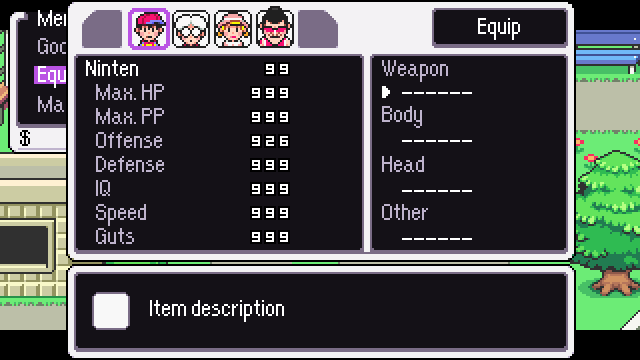 Me
Equip
Goo
Equ
Ma
$
Ninten 99
Max. HP 999
Max. PP 999
Offense 926
Defense 999
IQ 999
Speed 999
Guts 999
Weapon
------
Body
------
Head
------
Other
------
Item description